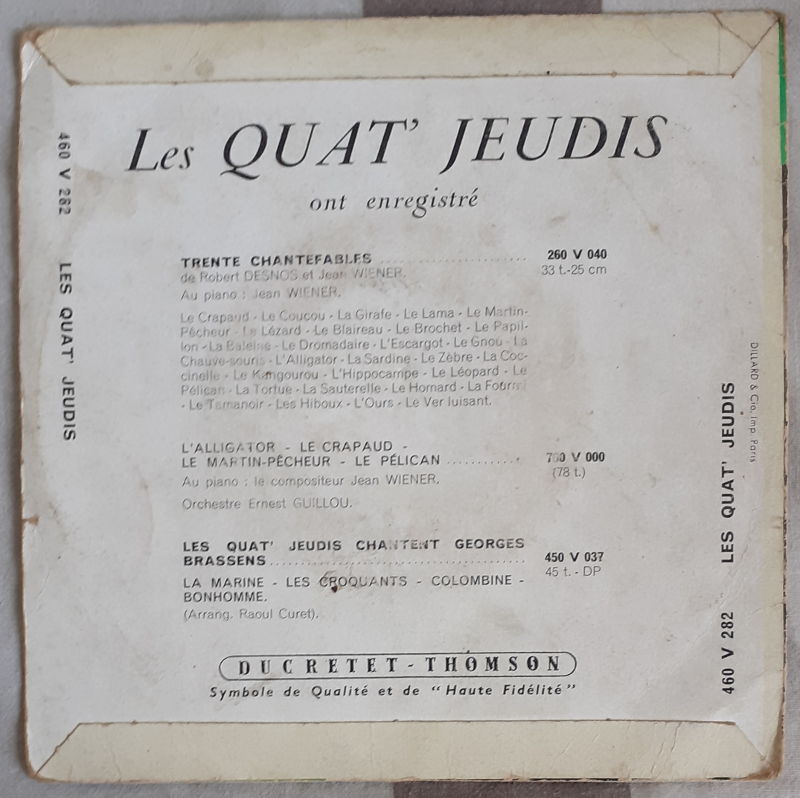 Les QUAT' JEUDIS
ont enregistré
TRENTE CHANTEFABLES ........................ 260 V 040
de Robert DESNOS et Jean WIENER. 33 t.-25 cm
Au piano : Jean WIENER.
Le Crapaud - Le Coucou - La Girafe - Le Lama - Le Martin-
Pêcheur - Le Lézard - Le Blaireau - Le Brochet - Le Papil-
lon - La Baleine - Le Dromadaire - L'Escargot - Le Gnou - La
Chauve-souris - L'Alligator - La Sardine - Le Zèbre - La Coc-
cinelle - Le Kangourou - L'Hippocampe - Le Léopard - Le
Pélican - La Tortue - La Sauterelle - Le Homard - La Fourmi
- Le Tamanoir - Les Hiboux - L'Ours - Le Ver luisant.
L'ALLIGATOR - LE CRAPAUD -
LE MARTIN-PÊCHEUR - LE PÉLICAN ............ V 000
Au piano : le compositeur Jean WIENER. (78 t.)
Orchestre Ernest GUILLOU.
LES QUAT' JEUDIS CHANTENT GEORGES
BRASSENS ........................................ 450 V 037
45 t. - DP
LA MARINE - LES CROQUANTS - COLOMBINE -
BONHOMME.
(Arrang. Raoul Curet).
DUCRETET-THOMSON
Symbole de Qualité et de "Haute Fidélité"
460 V 282 LES QUAT' JEUDIS
460 V 282 LES QUAT' JEUDIS
DILLARD & Cie, Imp. Paris